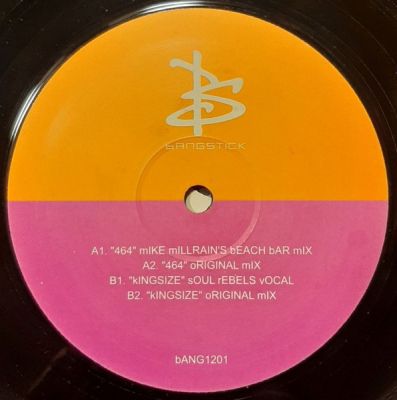 bANGSTiCK
A1. "464" mIKE mILLRAIN'S bEACH bAR mIX
A2. "464" oRIGINAL mIX
B1. "kINGSIZE" sOUL rEBELS vOCAL
B2. "kINGSIZE" oRIGINAL mIX
bANG1201